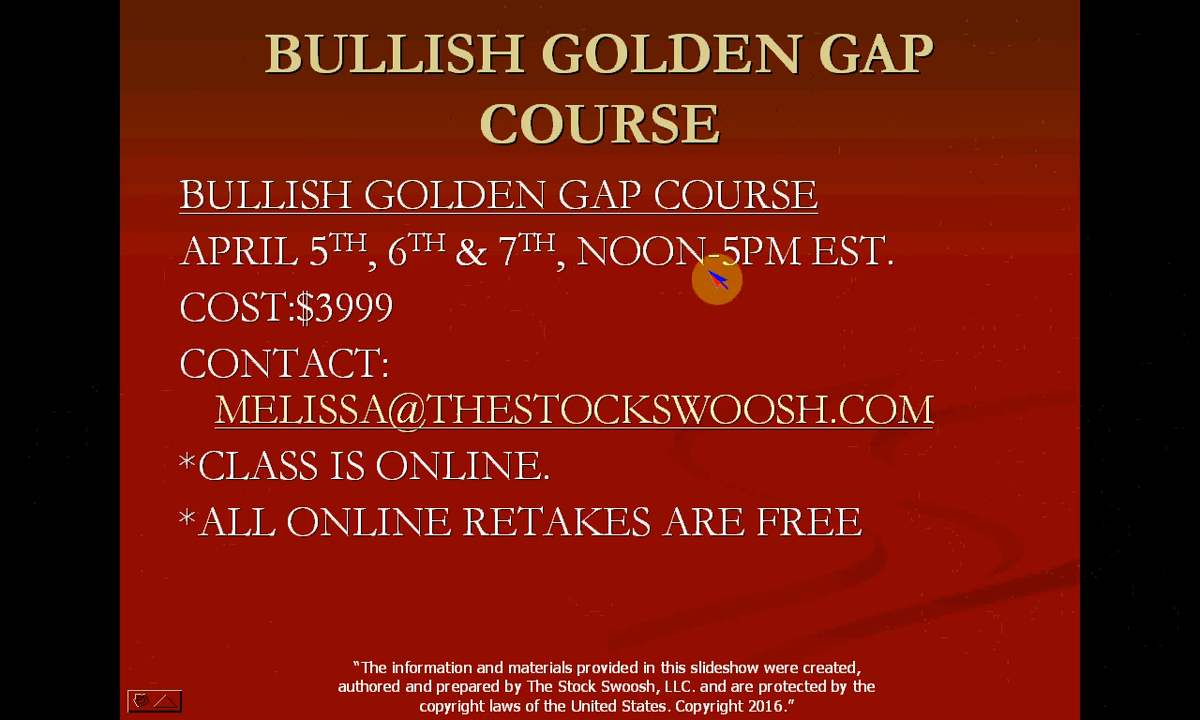 BULLISH GOLDEN GAP
COURSE
BULLISH GOLDEN GAP COURSE
APRIL 5TH, 6TH & 7TH, NOON-5PM EST.
COST:$3999
CONTACT:
MELISSA@THESTOCKSWOOSH.COM
*CLASS IS ONLINE.
*ALL ONLINE RETAKES ARE FREE
“The information and materials provided in this slideshow were created,
authored and prepared by The Stock Swoosh, LLC. and are protected by the
copyright laws of the United States. Copyright 2016.”